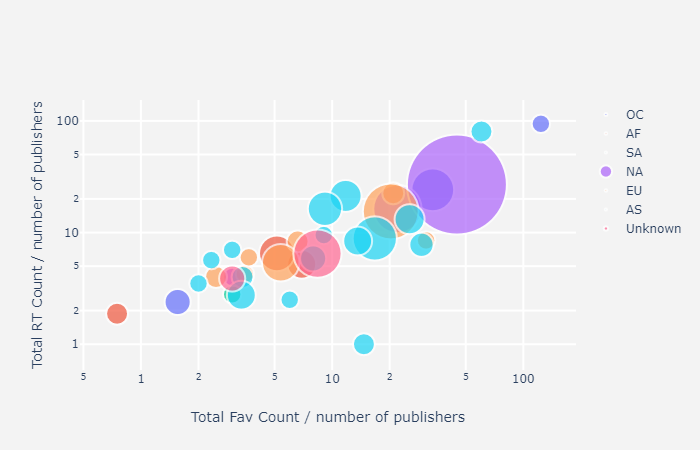 100
5
2
10
5
2
1
5
1
2
5
10
2
5
100
Total RT Count / number of publishers
Total Fav Count / number of publishers
OC
AF
SA
NA
EU
AS
Unknown